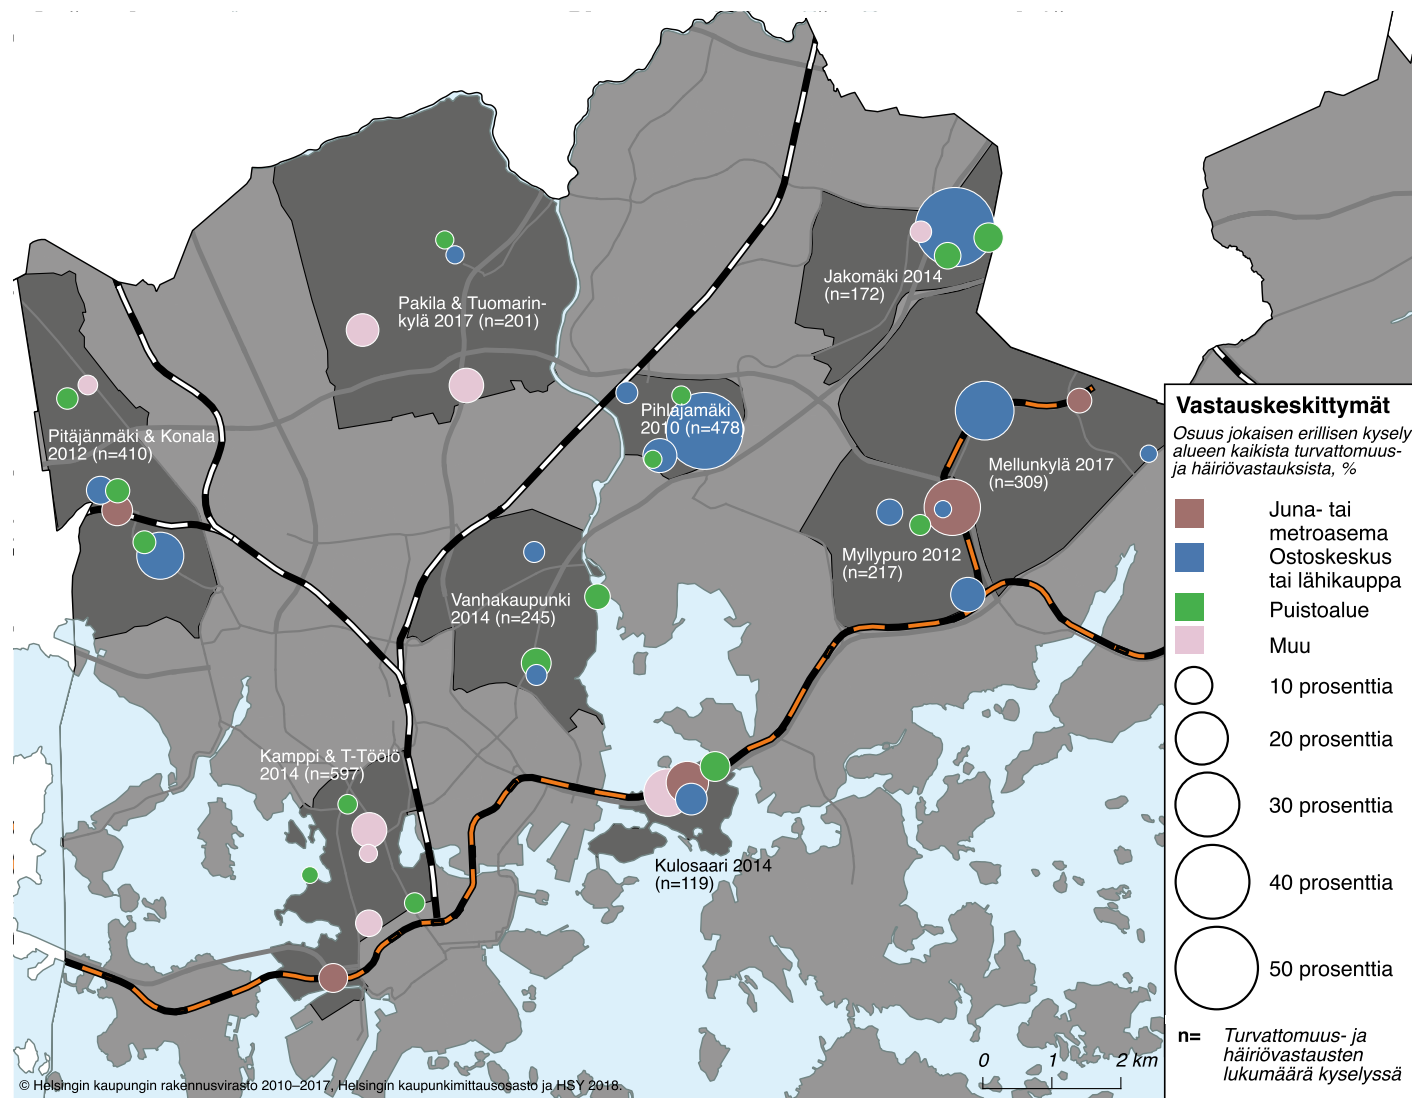 Jakomäki 2014
(n=172)
Pakila & Tuomarin-
kylä 2017 (n=201)
Pihlajamäki
2010 (n=478)
Pitäjänmäki & Konala
2012 (n=410)
Mellunkylä 2017
(n=309)
Myllypuro 2012
(n=217)
Vanhakaupunki
2014 (n=245)
Kamppi & T-Töölö
2014 (n=597)
Kulosaari 2014
(n=119)
Vastauskeskittymät
Osuus jokaisen erillisen kysely
alueen kaikista turvattomuus-
ja häiriövastauksista, %
Juna- tai
metroasema
Ostoskeskus
tai lähikauppa
Puistoalue
Muu
10 prosenttia
20 prosenttia
30 prosenttia
40 prosenttia
50 prosenttia
n= Turvattomuus- ja
häiriövastausten
lukumäärä kyselyssä
0 1 2 km
© Helsingin kaupungin rakennusvirasto 2010–2017, Helsingin kaupunkimittausosasto ja HSY 2018.